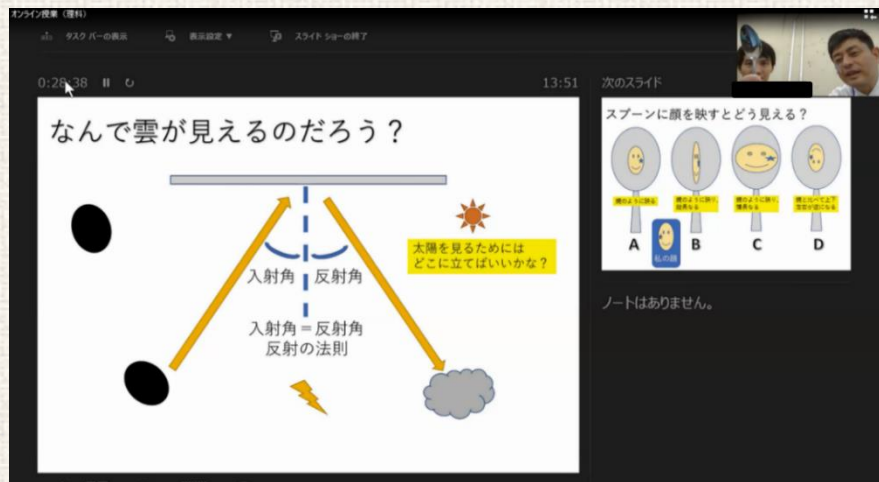 オンライン授業（理科）
タスク バーの表示
表示設定 ▼
スライド ショーの終了
0:28:38
13:51
次のスライド
なんで雲が見えるのだろう？
入射角
反射角
入射角＝反射角
反射の法則
太陽を見るためには
どこに立てばいいかな？
スプーンに顔を映すとどう見える？
A
B
C
D
私の顔
ノートはありません。